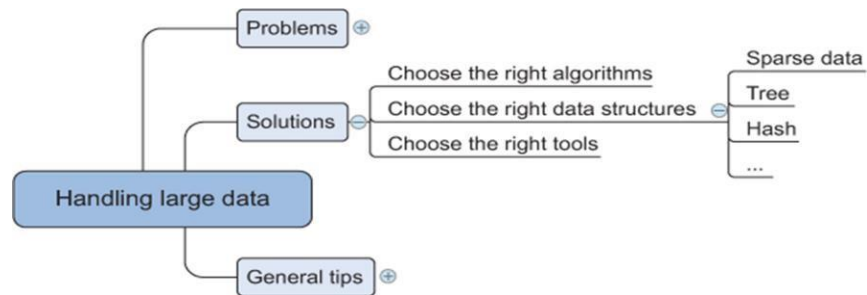 Problems
Sparse data
Choose the right algorithms
Tree
Solutions
Choose the right data structures
Hash
Choose the right tools
...
Handling large data
General tips